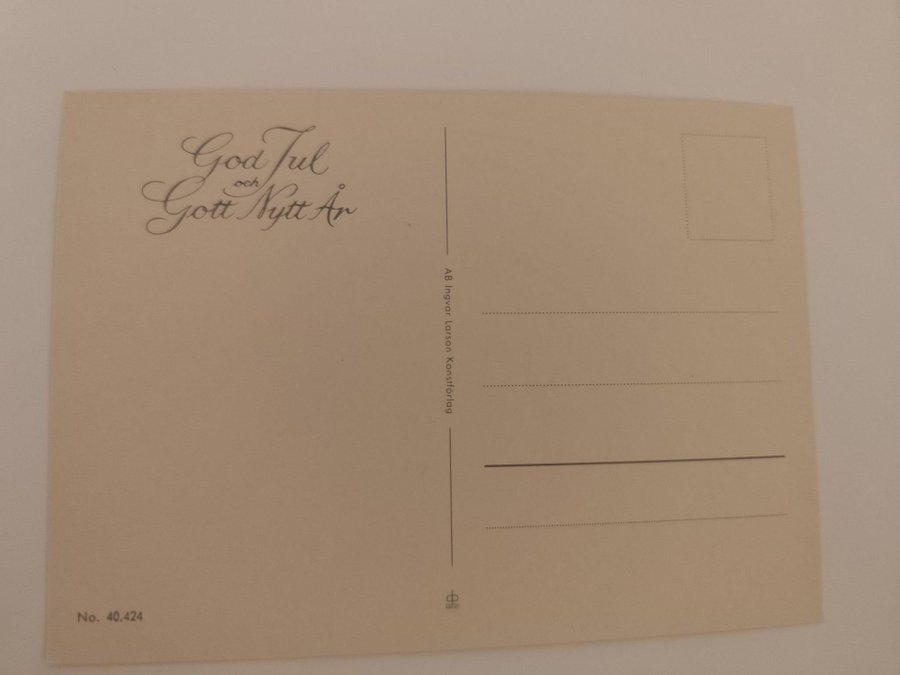 God Jul
och
Gott Nytt År
AB Ingvar Larson Konstförlag
No. 40.424